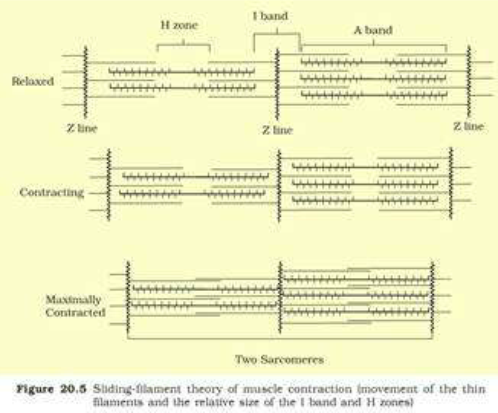 I band
H zone
A band
Relaxed
Z line
Z line
Z line
Contracting
Maximally
Contracted
Two Sarcomeres
Figure 20.5 Sliding-filament theory of muscle contraction (movement of the thin
filaments and the relative size of the I band and H zones)